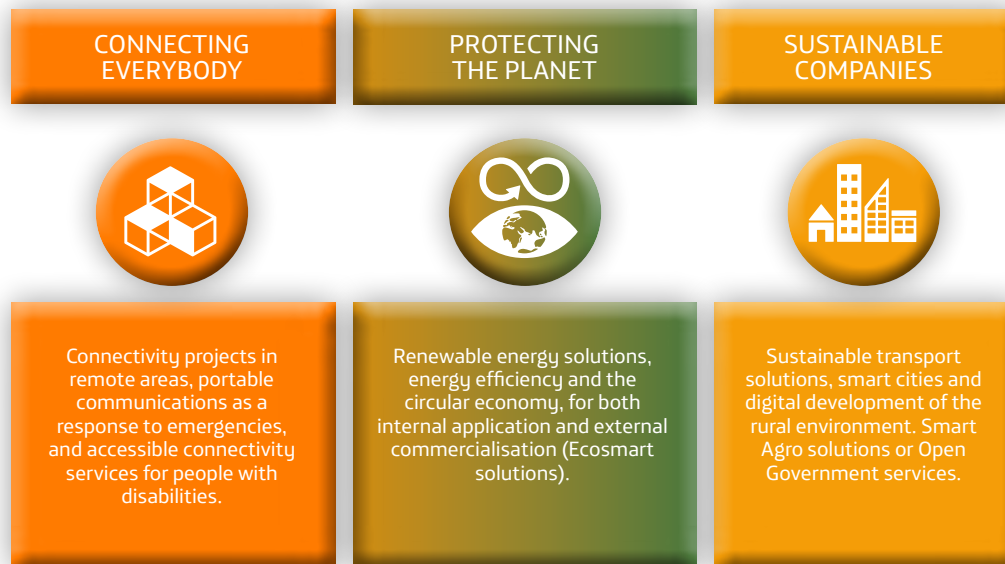 CONNECTING
EVERYBODY
PROTECTING
THE PLANET
SUSTAINABLE
COMPANIES
Connectivity projects in
remote areas, portable
communications as a
response to emergencies,
and accessible connectivity
services for people with
disabilities.
Renewable energy solutions,
energy efficiency and the
circular economy, for both
internal application and external
commercialisation (Ecosmart
solutions).
Sustainable transport
solutions, smart cities and
digital development of the
rural environment. Smart
Agro solutions or Open
Government services.